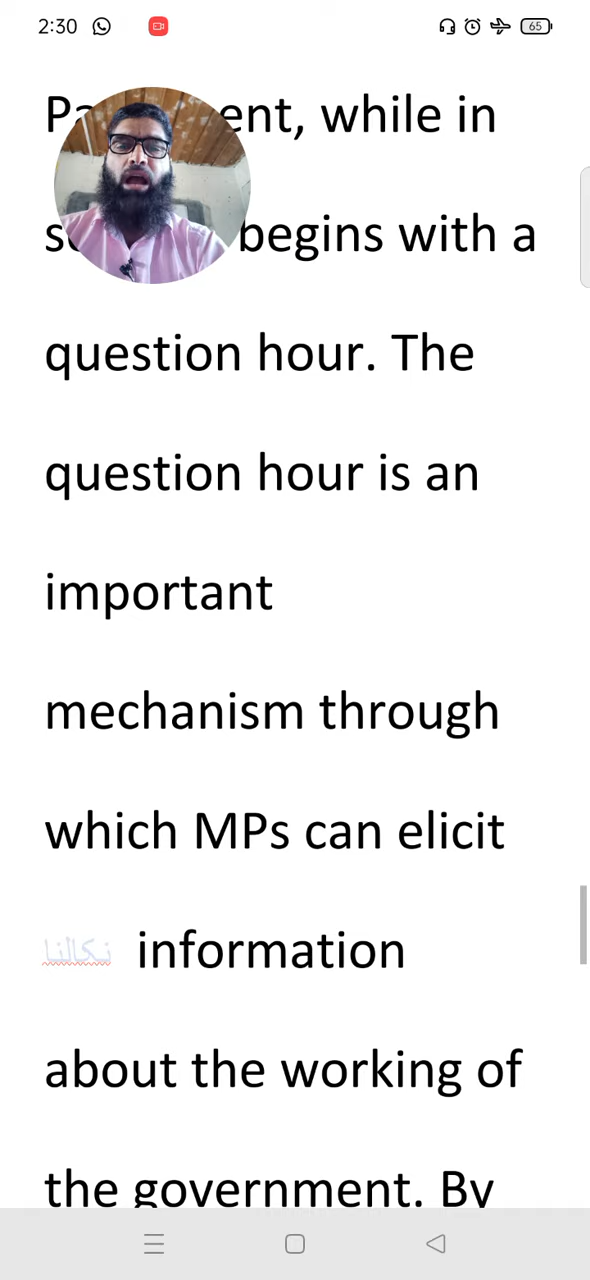 2:30 65
while in
begins with a
question hour. The
question hour is an
important
mechanism through
which MPs can elicit
نکالنا information
about the working of
the government. By